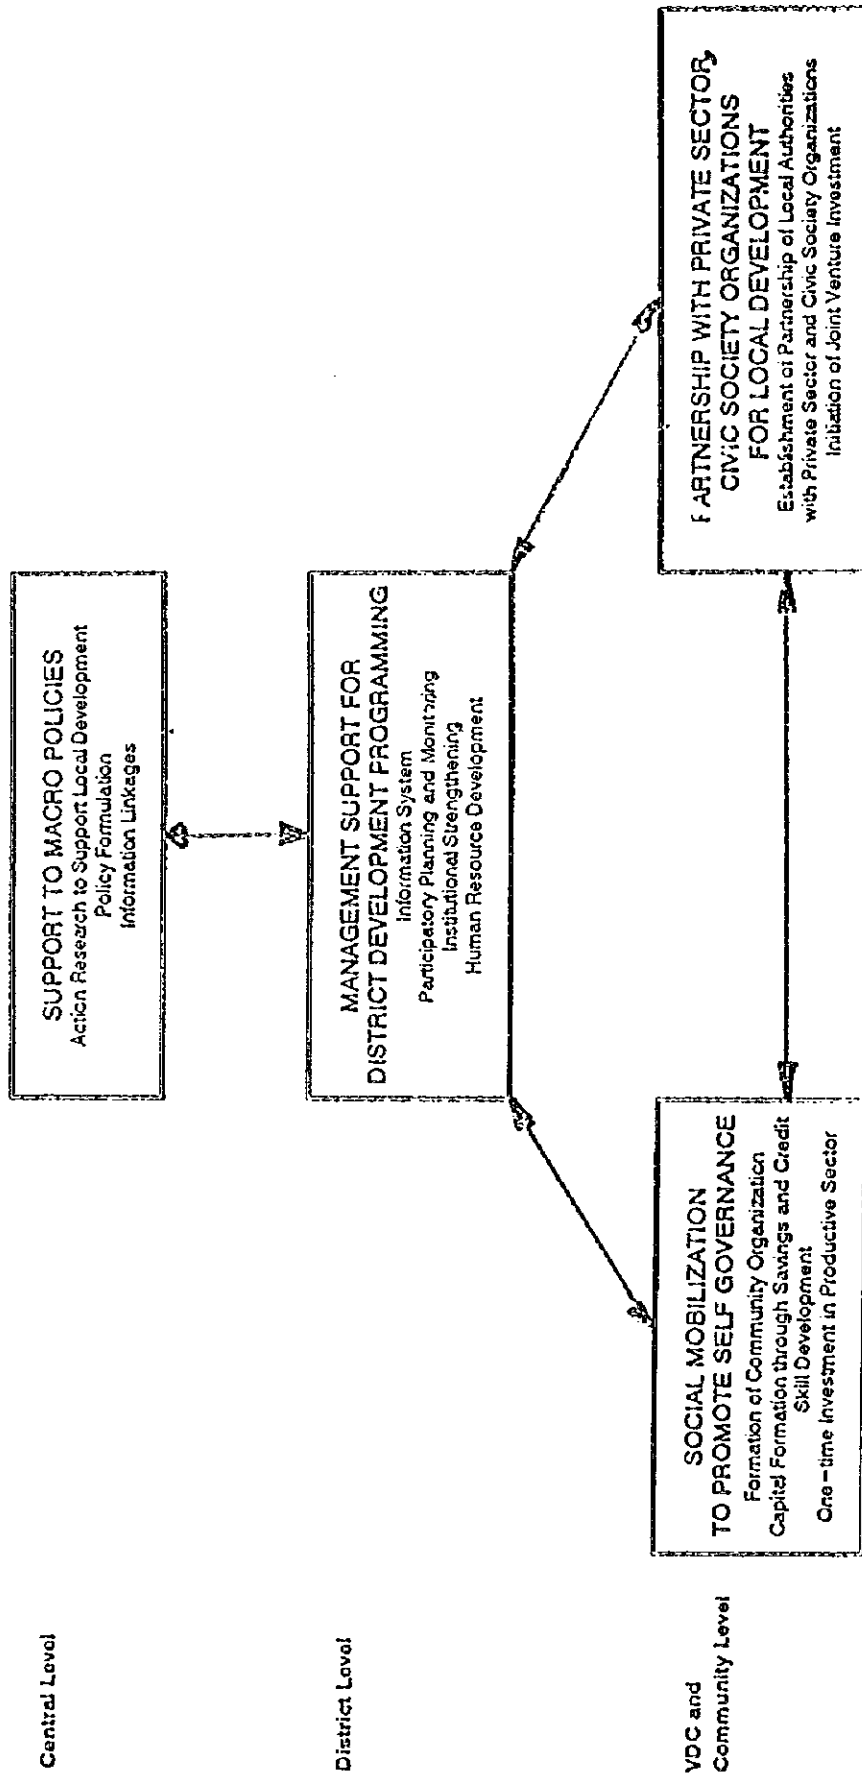 Central Level
SUPPORT TO MACRO POLICIES
Action Research to Support Local Development
Policy Formulation
Information Linkages
District Level
MANAGEMENT SUPPORT FOR
DISTRICT DEVELOPMENT PROGRAMMING
Information System
Participatory Planning and Monitoring
Institutional Strengthening
Human Resource Development
VDC and
Community Level
SOCIAL MOBILIZATION
TO PROMOTE SELF GOVERNANCE
Formation of Community Organization
Capital Formation through Savings and Credit
Skill Development
One-time Investment in Productive Sector
PARTNERSHIP WITH PRIVATE SECTOR,
CIVIC SOCIETY ORGANIZATIONS
FOR LOCAL DEVELOPMENT
Establishment of Partnership of Local Authorities
with Private Sector and Civic Society Organizations
Initiation of Joint Venture Investment